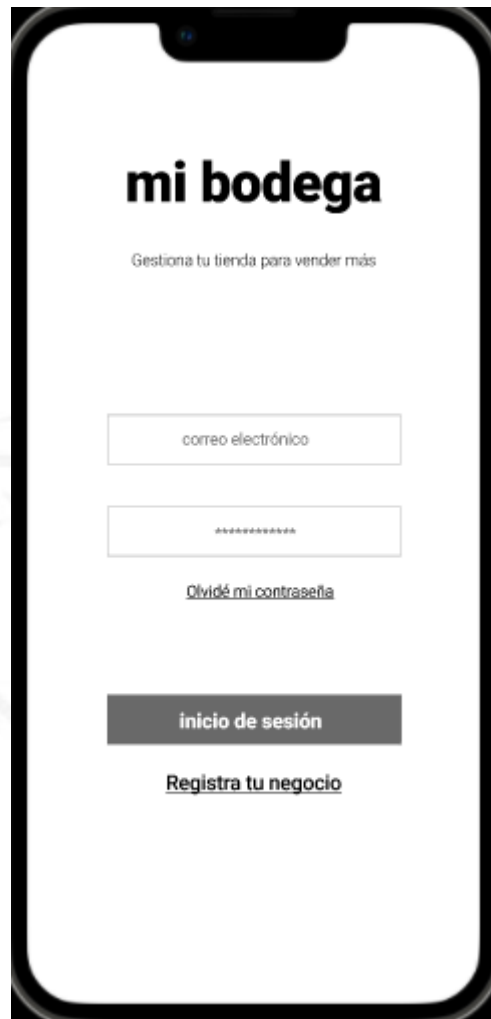 mi bodega
Gestiona tu tienda para vender más
correo electrónico
************
Olvidé mi contraseña
inicio de sesión
Registra tu negocio